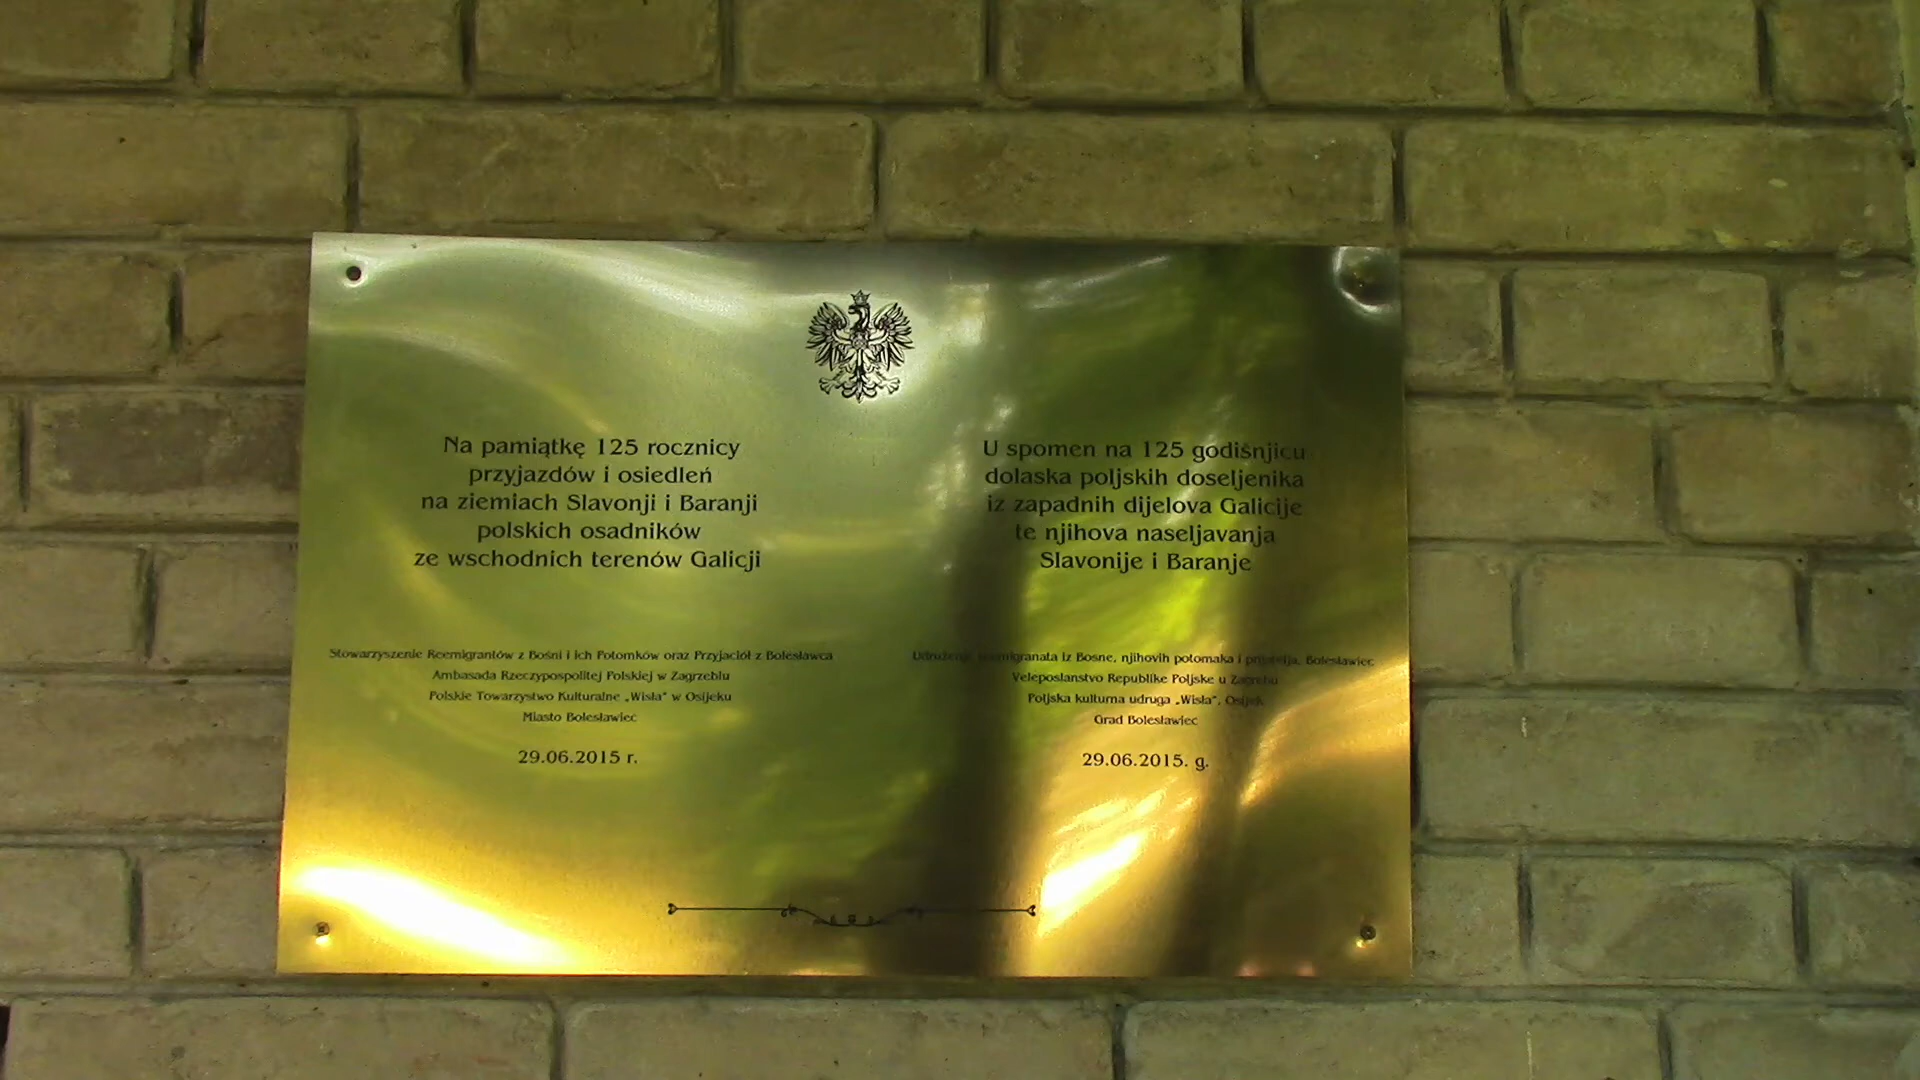 Na pamiątkę 125 rocznicy
przyjazdów i osiedleń
na ziemiach Slavonji i Baranji
polskich osadników
ze wschodnich terenów Galicji
Stowarzyszenie Reemigrantów z Bośni i Ich Potomków oraz Przyjaciół z Bolesławca
Ambasada Rzeczypospolitej Polskiej w Zagrzebiu
Polskie Towarzystwo Kulturalne „Wisła" w Osijeku
Miasto Bolesławiec
29.06.2015 r.
U spomen na 125 godišnjicu
dolaska poljskih doseljenika
iz zapadnih dijelova Galicije
te njihova naseljavanja
Slavonije i Baranje
Udruženje reemigranata iz Bosne, njihovih potomaka i prijatelja, Bolesławiec
Veleposlanstvo Republike Poljske u Zagrebu
Poljska kulturna udruga „Wisła", Osijek
Grad Bolesławiec
29.06.2015. g.